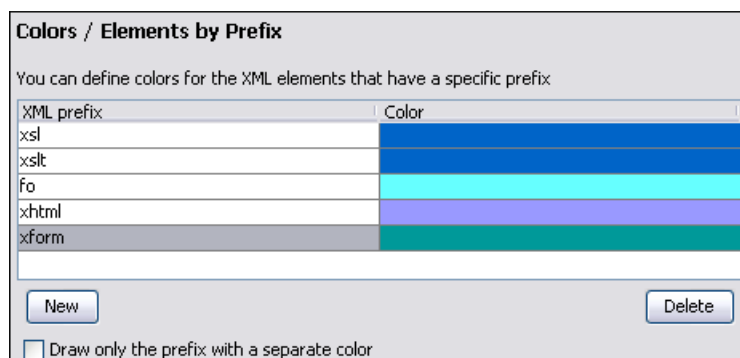 Colors / Elements by Prefix
You can define colors for the XML elements that have a specific prefix
XML prefix Color
xsl
xslt
fo
xhtml
xform
New Delete
Draw only the prefix with a separate color